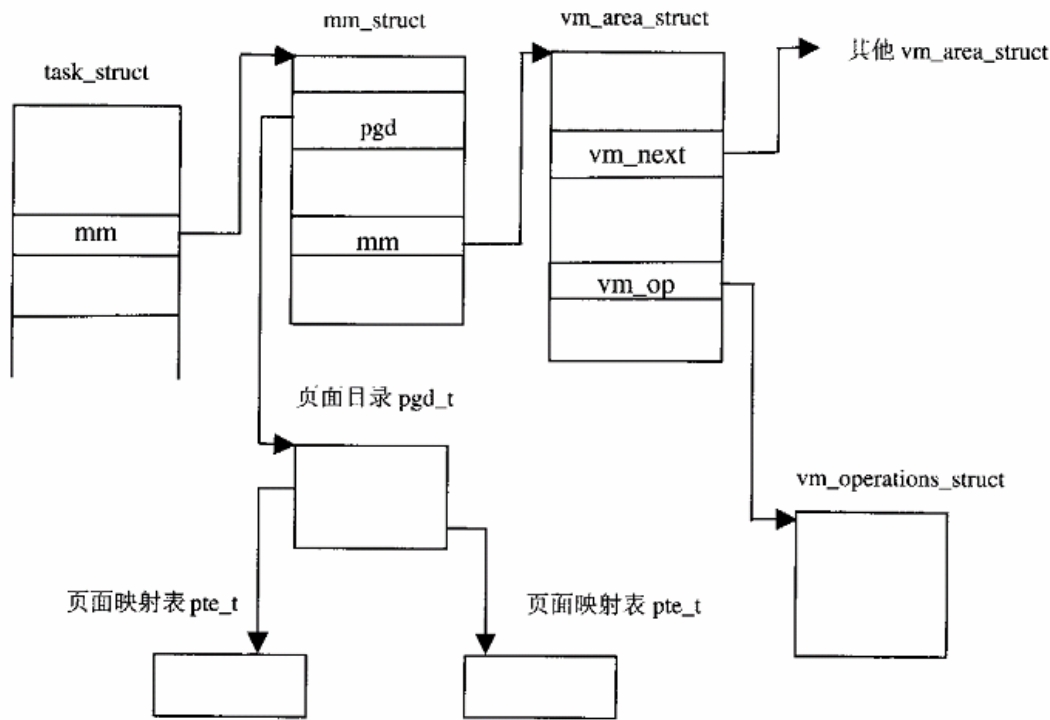 mm_struct
vm_area_struct
其他 vm_area_struct
task_struct
pgd
vm_next
mm
mm
vm_op
页面目录 pgd_t
vm_operations_struct
页面映射表 pte_t
页面映射表 pte_t